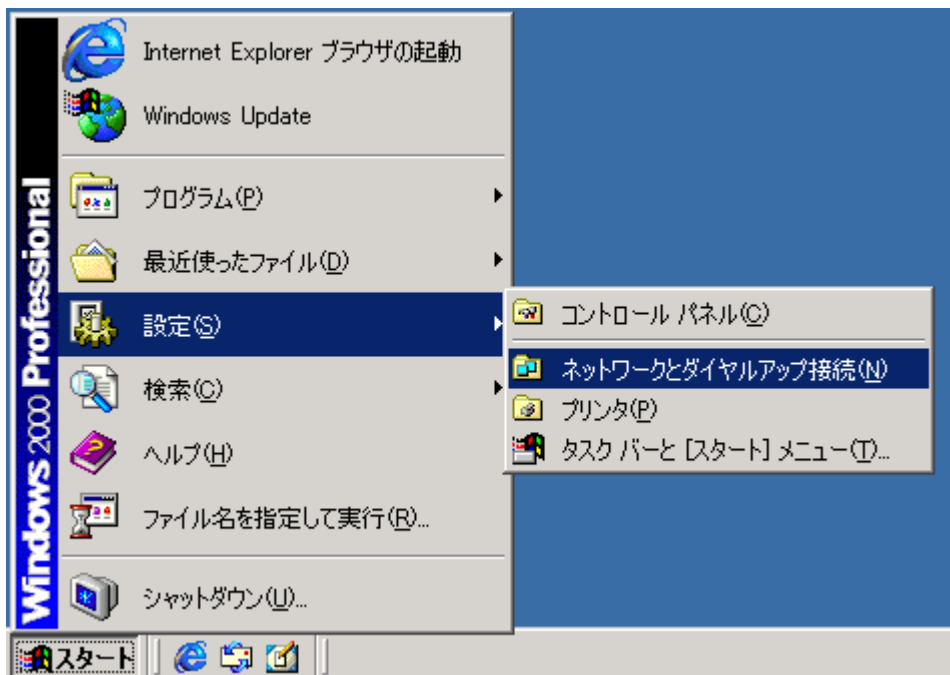 Internet Explorer ブラウザの起動
Windows Update
プログラム(P)
最近使ったファイル(D)
設定(S)
検索(C)
ヘルプ(H)
ファイル名を指定して実行(R)...
シャットダウン(U)...
Windows 2000 Professional
コントロール パネル(C)
ネットワークとダイヤルアップ接続(N)
プリンタ(P)
タスク バーと [スタート] メニュー(T)...
スタート